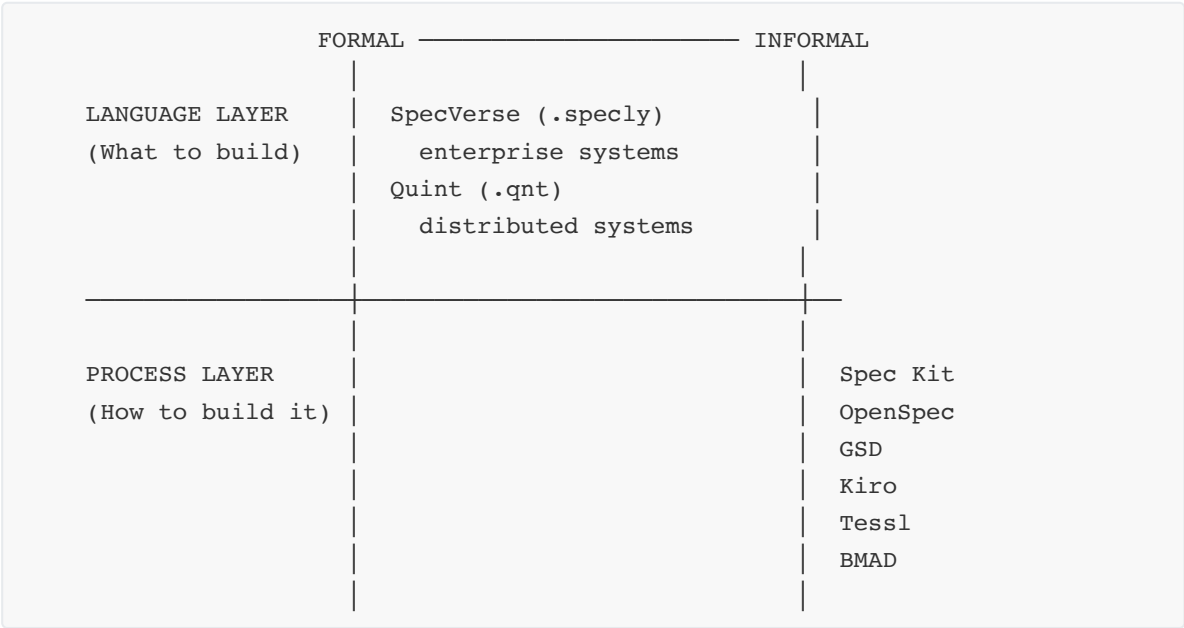 FORMAL ─────────────────────── INFORMAL
LANGUAGE LAYER │ SpecVerse (.specly) │
(What to build) │ enterprise systems │
│ Quint (.qnt) │
│ distributed systems │
PROCESS LAYER │ │ Spec Kit
(How to build it) │ │ OpenSpec
│ │ GSD
│ │ Kiro
│ │ Tessl
│ │ BMAD